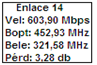 Enlace 14
Vel: 603,90 Mbps
Bopt: 452,93 MHz
Bele: 321,58 MHz
Pérd: 3,28 db